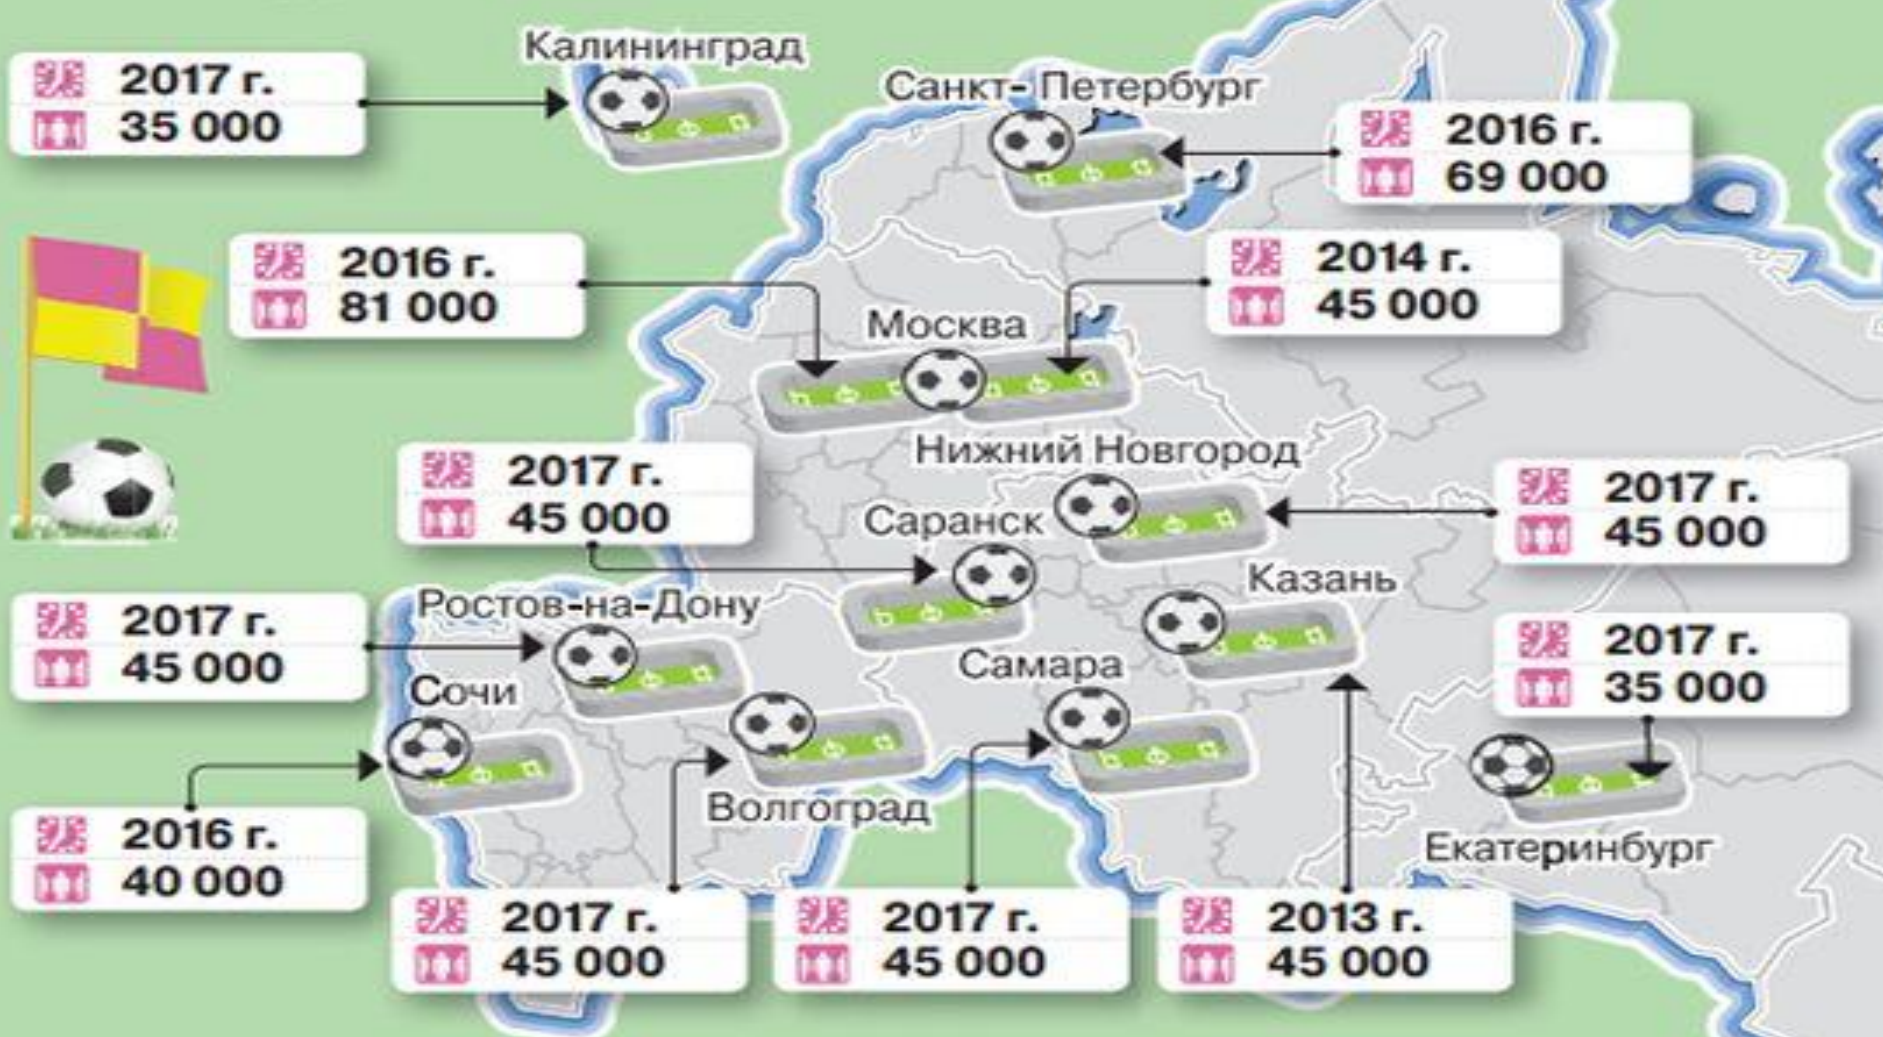 Калининград
2017 г.
35 000
Санкт- Петербург
2016 г.
69 000
2016 г.
81 000
2014 г.
45 000
Москва
Нижний Новгород
2017 г.
45 000
2017 г.
45 000
Саранск
Казань
2017 г.
45 000
Ростов-на-Дону
2017 г.
35 000
Самара
Сочи
2016 г.
40 000
Волгоград
Екатеринбург
2017 г.
45 000
2017 г.
45 000
2013 г.
45 000